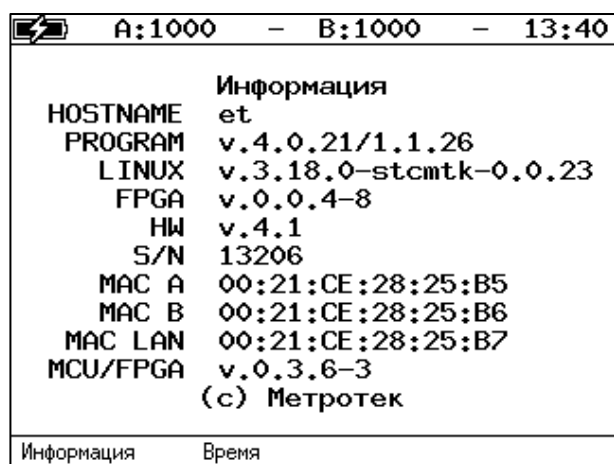 A:1000 – B:1000 – 13:40
Информация
HOSTNAME et
PROGRAM v.4.0.21/1.1.26
LINUX v.3.18.0-stcmtk-0.0.23
FPGA v.0.0.4-8
HW v.4.1
S/N 13206
MAC A 00:21:CE:28:25:B5
MAC B 00:21:CE:28:25:B6
MAC LAN 00:21:CE:28:25:B7
MCU/FPGA v.0.3.6-3
(c) Метротек
Информация Время